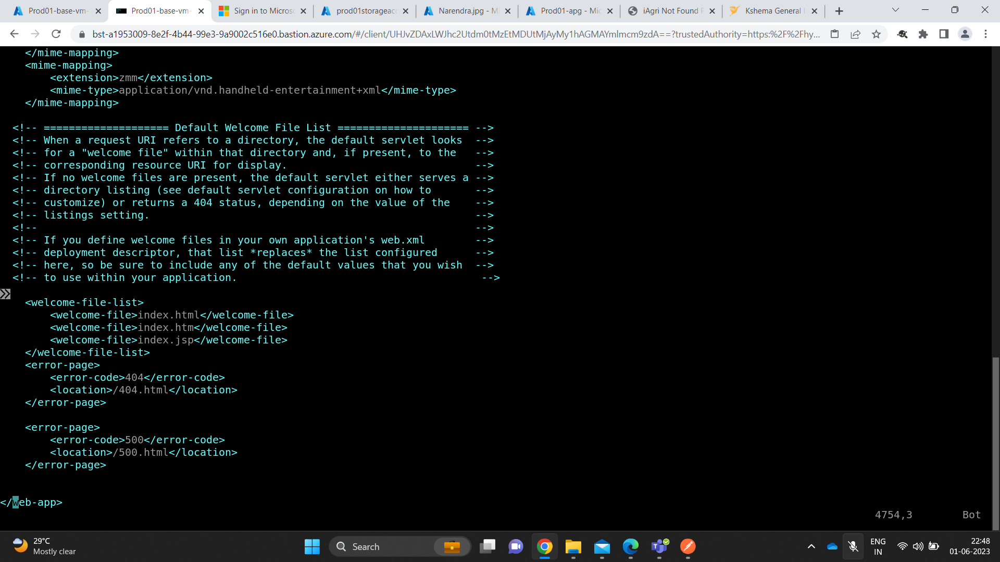 Prod01-base-vm-
Prod01-base-vm-
Sign in to Micros
prod01storageac
Narendra.jpg - M
Prod01-apg - Mic
iAgri Not Found P
Kshema General I
bst-a1953009-8e2f-4b44-99e3-9a9002c516e0.bastion.azure.com/#/client/UHJvZDAxLWJhc2Utdm0tMzEtMDUtMjAyMy1hAGMAYmlmcm9zdA==?trustedAuthority=https:%2F%2Fhy...
</mime-mapping>
<mime-mapping>
<extension>zmm</extension>
<mime-type>application/vnd.handheld-entertainment+xml</mime-type>
</mime-mapping>
<!-- ==================== Default Welcome File List ===================== -->
<!-- When a request URI refers to a directory, the default servlet looks -->
<!-- for a "welcome file" within that directory and, if present, to the -->
<!-- corresponding resource URI for display. -->
<!-- If no welcome files are present, the default servlet either serves a -->
<!-- directory listing (see default servlet configuration on how to -->
<!-- customize) or returns a 404 status, depending on the value of the -->
<!-- listings setting. -->
<!-- -->
<!-- If you define welcome files in your own application's web.xml -->
<!-- deployment descriptor, that list *replaces* the list configured -->
<!-- here, so be sure to include any of the default values that you wish -->
<!-- to use within your application. -->
<welcome-file-list>
<welcome-file>index.html</welcome-file>
<welcome-file>index.htm</welcome-file>
<welcome-file>index.jsp</welcome-file>
</welcome-file-list>
<error-page>
<error-code>404</error-code>
<location>/404.html</location>
</error-page>
<error-page>
<error-code>500</error-code>
<location>/500.html</location>
</error-page>
</web-app>
4754,3 Bot
29°C
Mostly clear
Search
ENG
IN
22:48
01-06-2023